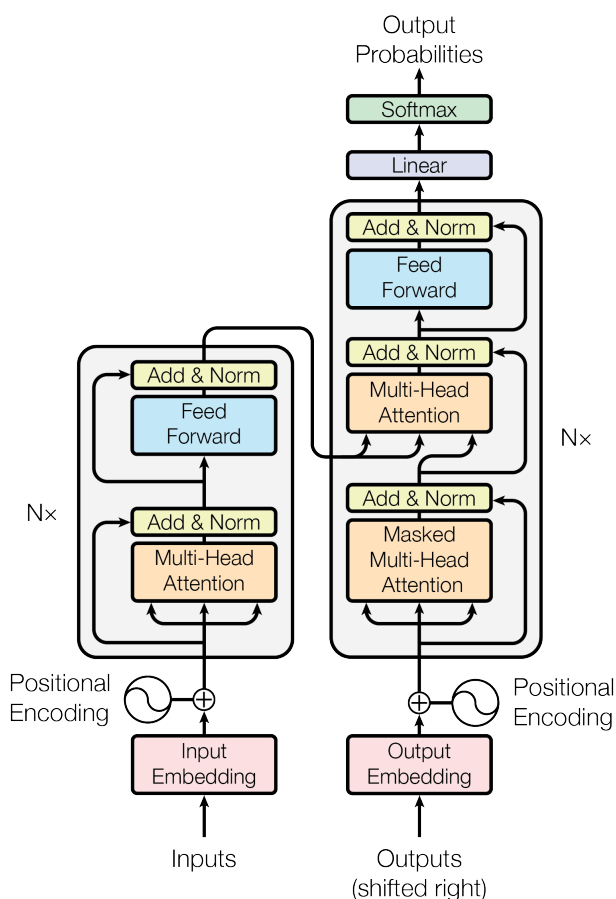 Output
Probabilities
Softmax
Linear
Add & Norm
Feed
Forward
Add & Norm
Multi-Head
Attention
Add & Norm
Masked
Multi-Head
Attention
N×
Add & Norm
Feed
Forward
Add & Norm
Multi-Head
Attention
N×
Positional
Encoding
Positional
Encoding
Input
Embedding
Output
Embedding
Inputs
Outputs
(shifted right)